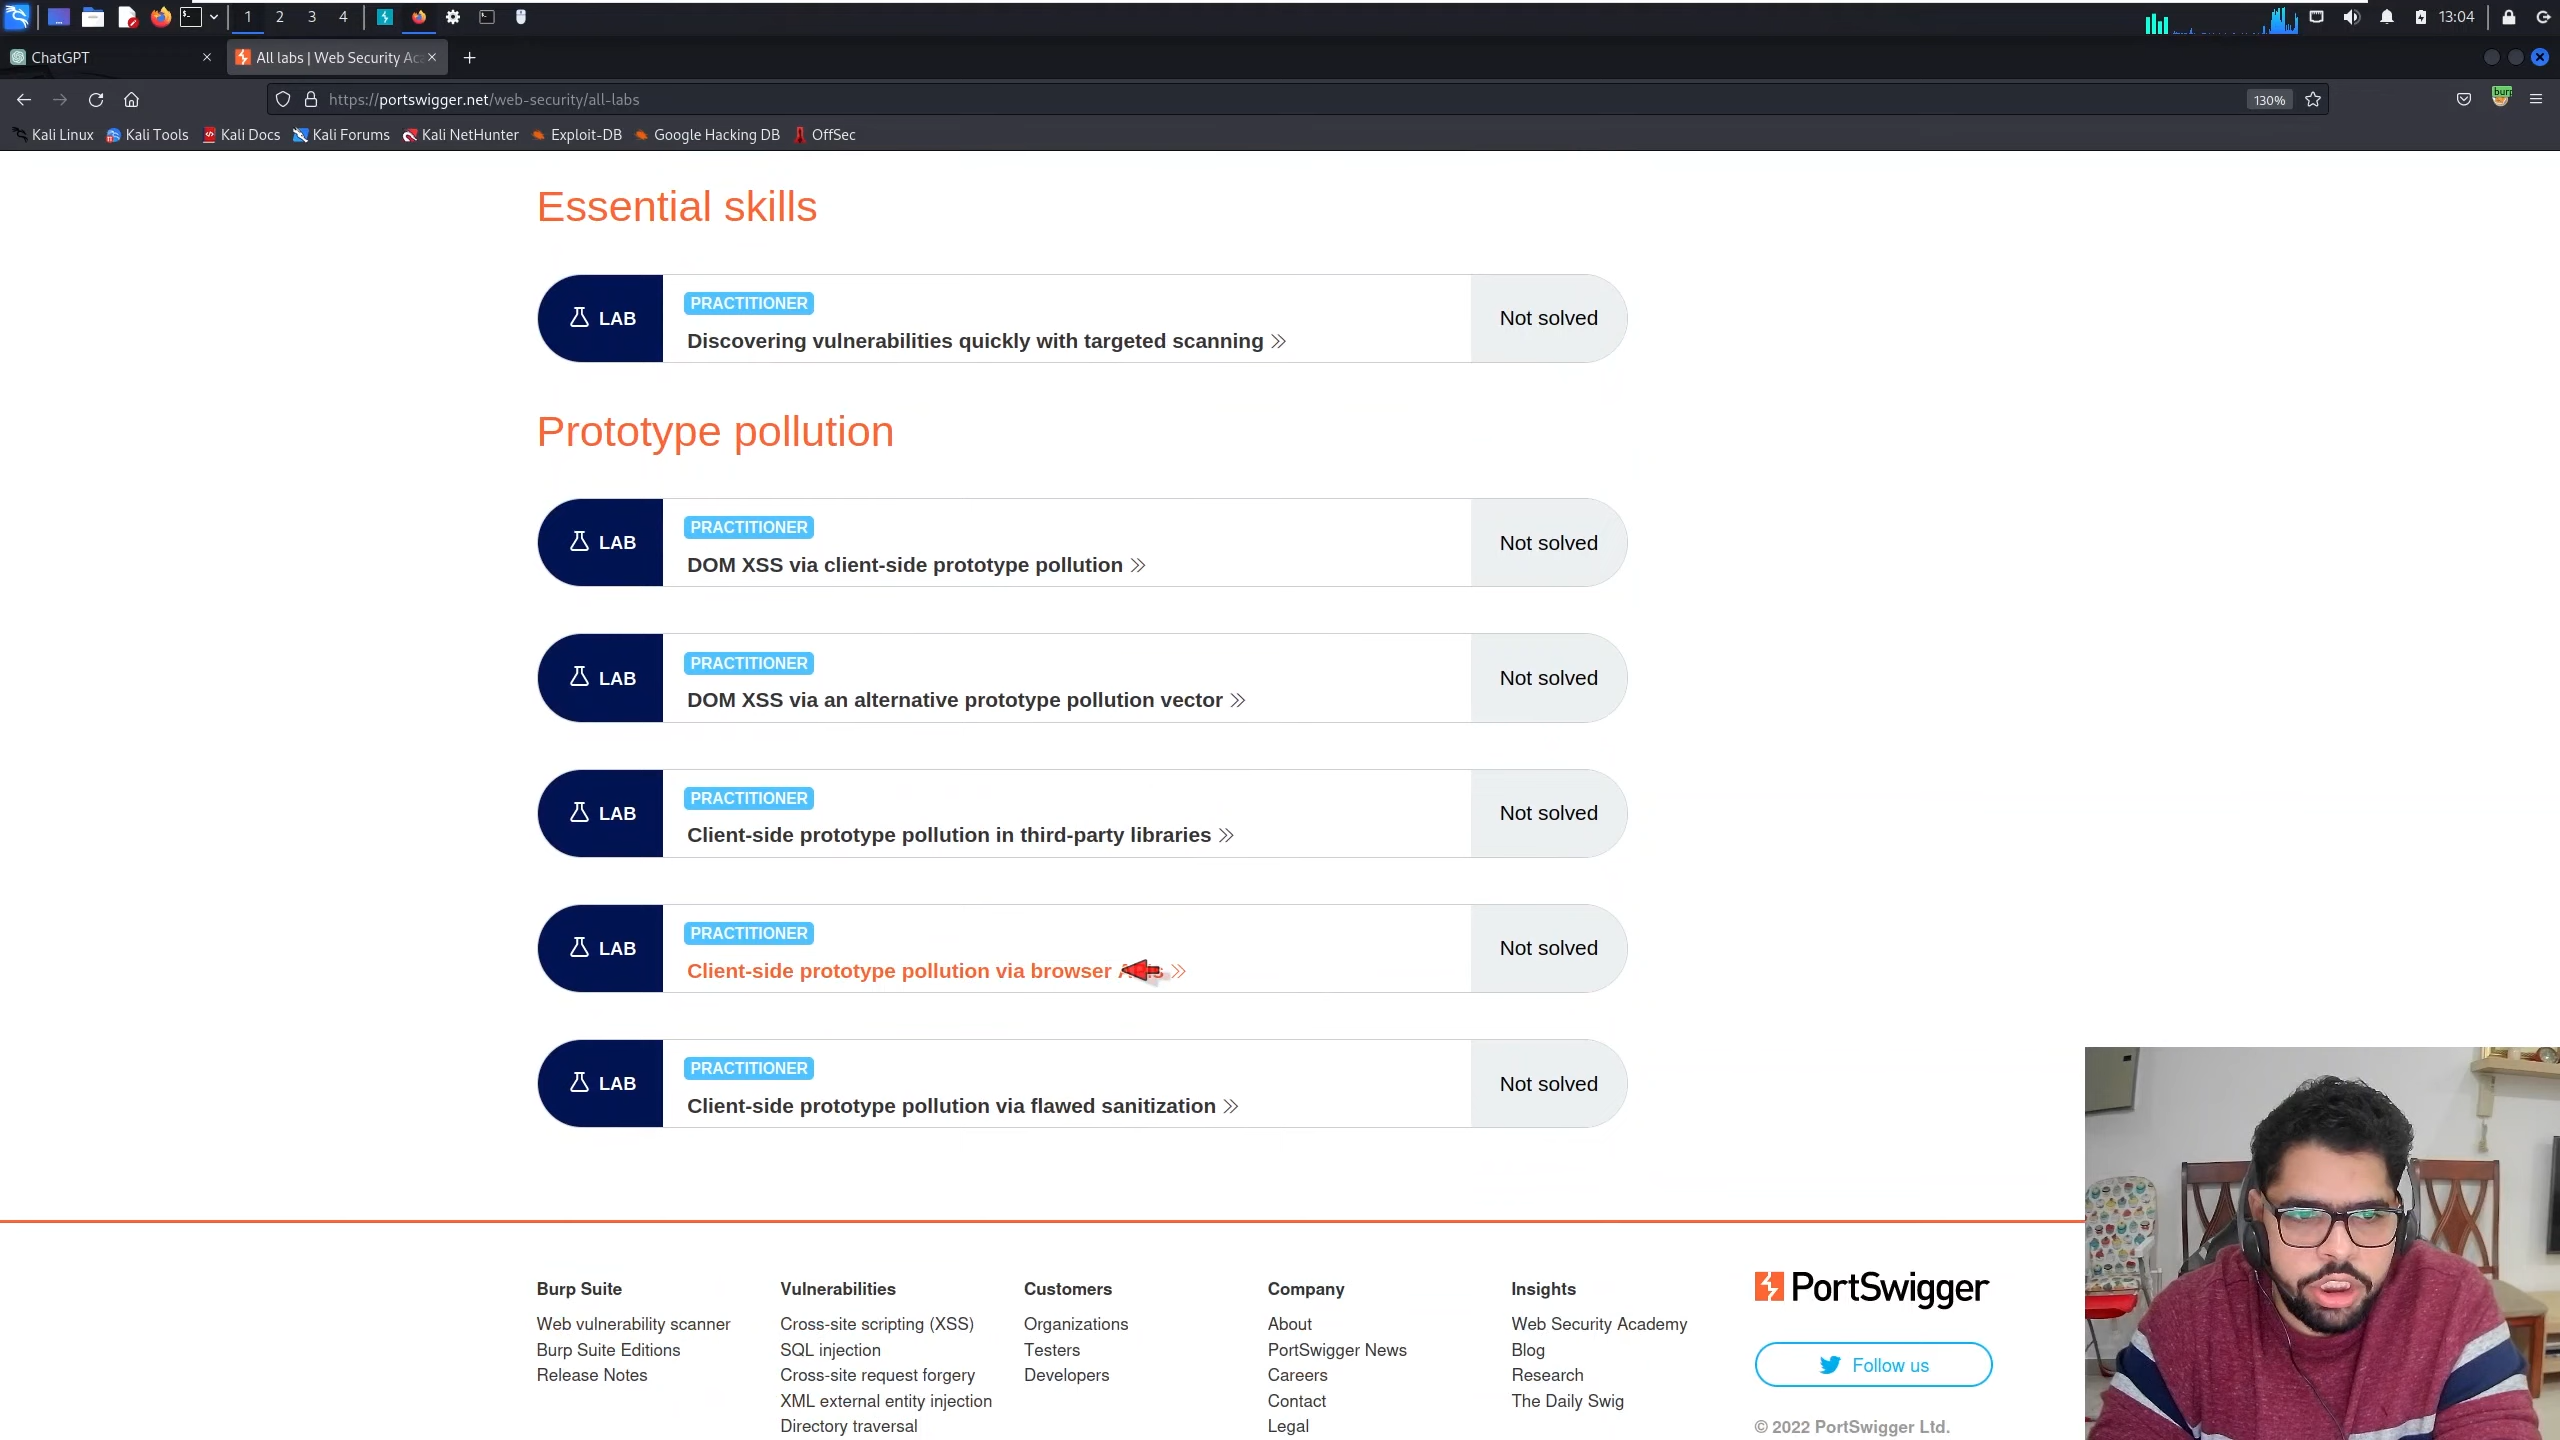 1 2 3 4 13:04
ChatGPT
All labs | Web Security Ac
https://portswigger.net/web-security/all-labs 130% burp
Kali Linux Kali Tools Kali Docs Kali Forums Kali NetHunter Exploit-DB Google Hacking DB OffSec
Essential skills
PRACTITIONER
LAB Not solved
Discovering vulnerabilities quickly with targeted scanning
Prototype pollution
PRACTITIONER
LAB Not solved
DOM XSS via client-side prototype pollution
PRACTITIONER
LAB Not solved
DOM XSS via an alternative prototype pollution vector
PRACTITIONER
LAB Not solved
Client-side prototype pollution in third-party libraries
PRACTITIONER
LAB Not solved
Client-side prototype pollution via browser
PRACTITIONER
LAB Not solved
Client-side prototype pollution via flawed sanitization
Burp Suite
Web vulnerability scanner
Burp Suite Editions
Release Notes
Vulnerabilities
Cross-site scripting (XSS)
SQL injection
Cross-site request forgery
XML external entity injection
Directory traversal
Customers
Organizations
Testers
Developers
Company
About
PortSwigger News
Careers
Contact
Legal
Insights
Web Security Academy
Blog
Research
The Daily Swig
PortSwigger
Follow us
© 2022 PortSwigger Ltd.